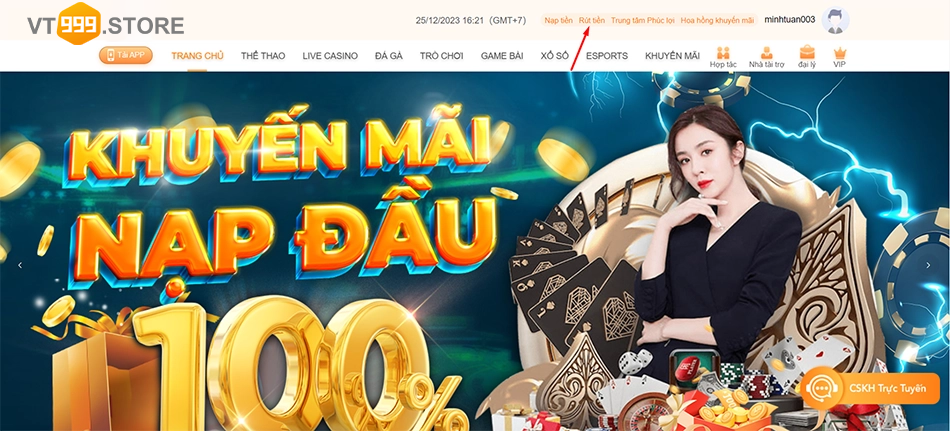 VT999.STORE
25/12/2023 16:21 (GMT+7)
Nạp tiền Rút tiền Trung tâm Phúc lợi Hoa hồng khuyến mãi minhtuan003
Tải APP TRANG CHỦ THỂ THAO LIVE CASINO ĐÁ GÀ TRÒ CHƠI GAME BÀI XỔ SỐ ESPORTS KHUYẾN MÃI Hợp tác Nhà tài trợ đại lý VIP
KHUYẾN MÃI
NẠP ĐẦU
100%
CSKH Trực Tuyến